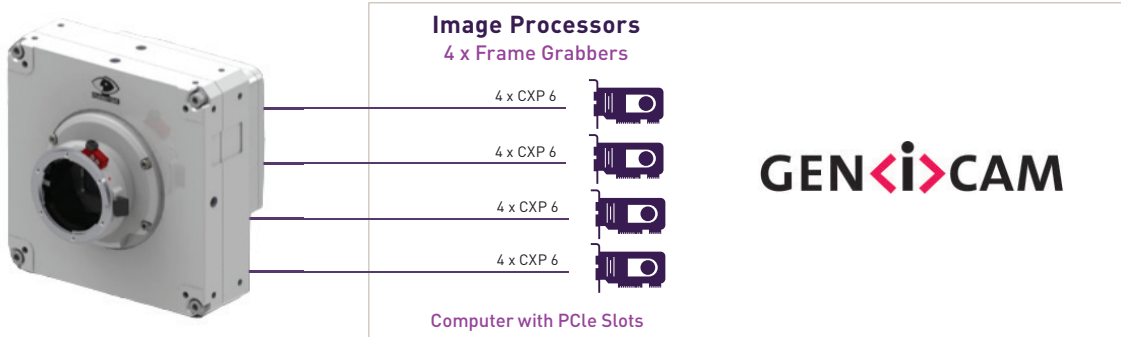 Image Processors
4 x Frame Grabbers
4 x CXP 6
4 x CXP 6
4 x CXP 6
4 x CXP 6
GEN<i>CAM
Computer with PCle Slots